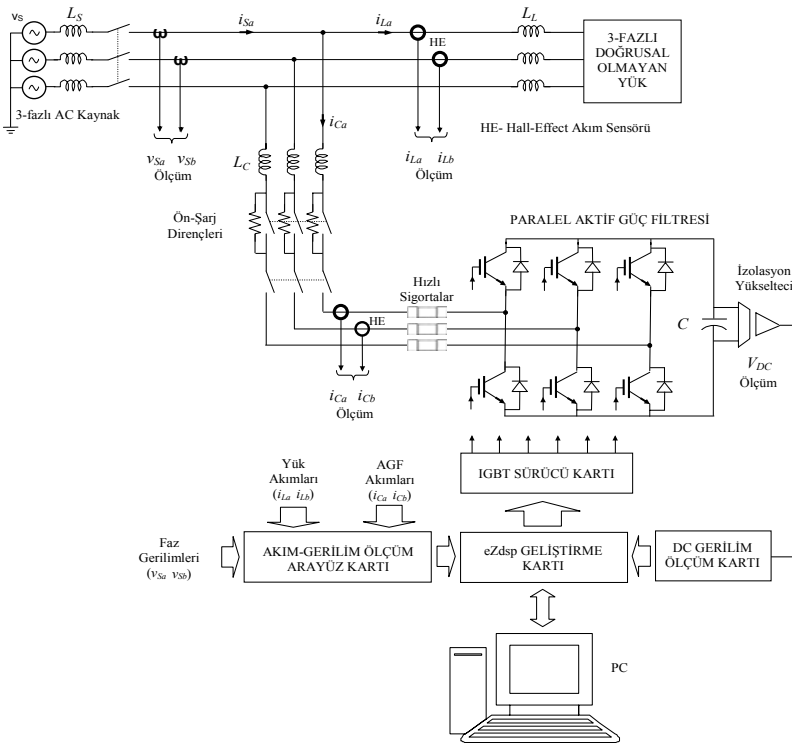 vS
LS
iSa
iLa
LL
HE
3-FAZLI
DOĞRUSAL
OLMAYAN
YÜK
3-fazlı AC Kaynak
HE- Hall-Effect Akım Sensörü
iCa
vSa vSb
Ölçüm
LC
iLa iLb
Ölçüm
Ön-Şarj
Dirençleri
PARALEL AKTİF GÜÇ FİLTRESİ
Hızlı
Sigortalar
İzolasyon
Yükselteci
C
HE
VDC
Ölçüm
iCa iCb
Ölçüm
Yük
Akımları
(iLa iLb)
AGF
Akımları
(iCa iCb)
IGBT SÜRÜCÜ KARTI
Faz
Gerilimleri
(vSa vSb)
AKIM-GERİLİM ÖLÇÜM
ARAYÜZ KARTI
eZdsp GELİŞTİRME
KARTI
DC GERİLİM
ÖLÇÜM KARTI
PC